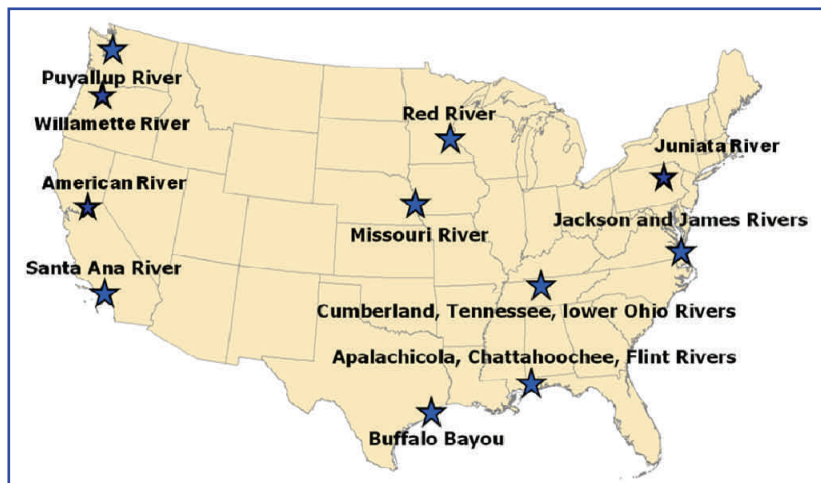 Puyallup River
Willamette River
Red River
Juniata River
American River
Jackson and James Rivers
Missouri River
Santa Ana River
Cumberland, Tennessee, lower Ohio Rivers
Apalachicola, Chattahoochee, Flint Rivers
Buffalo Bayou